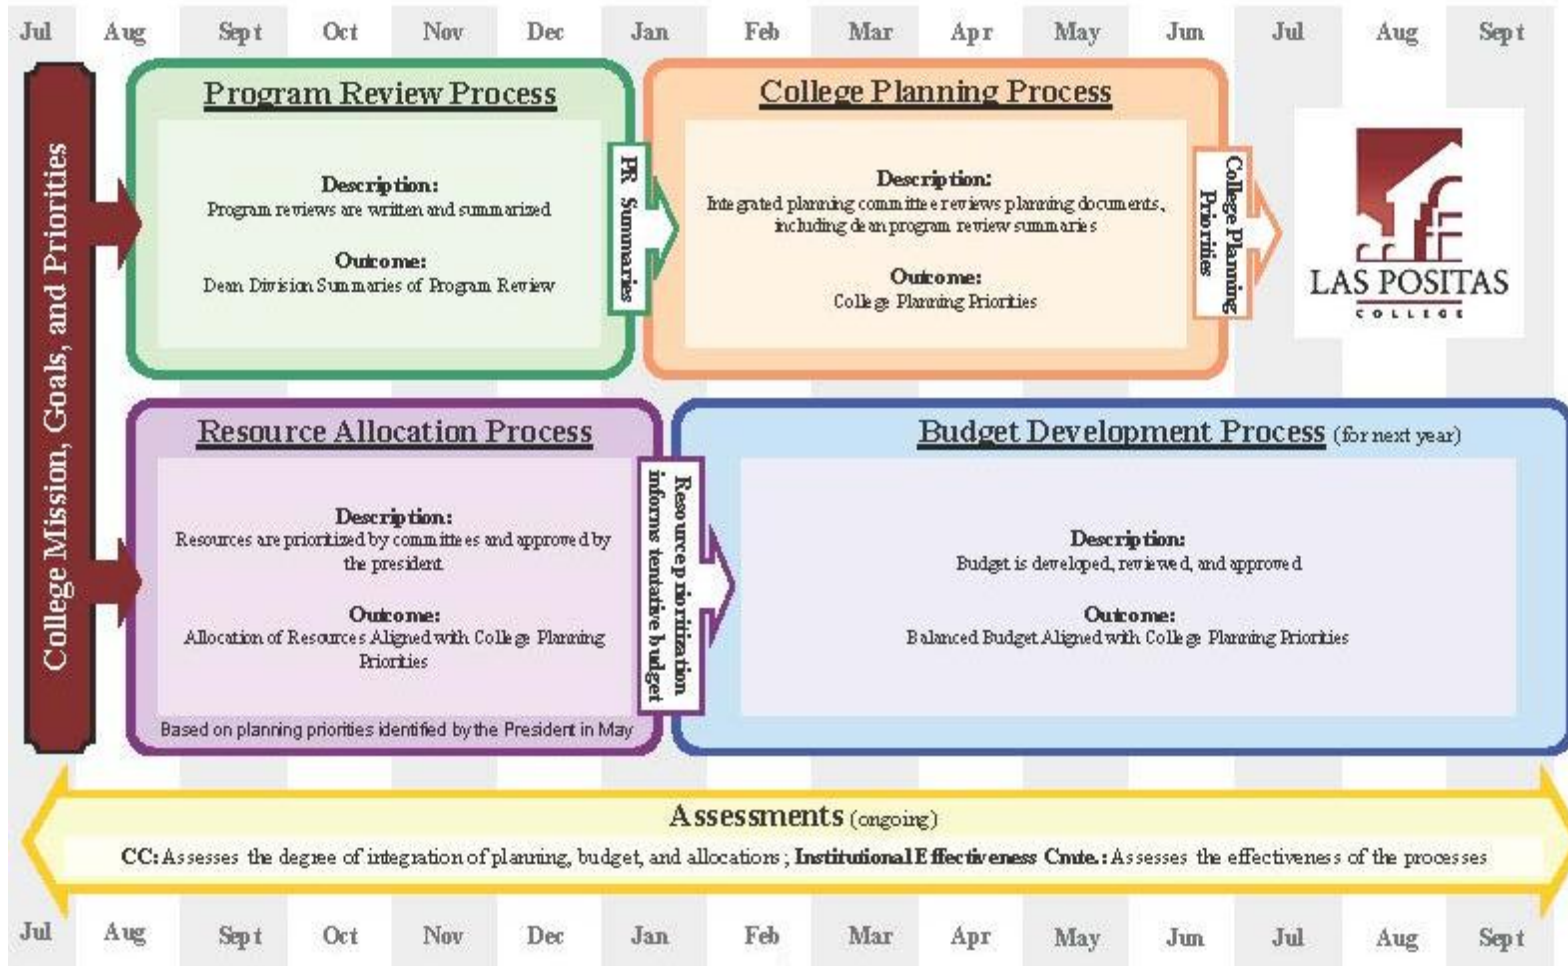 Jul Aug Sept Oct Nov Dec Jan Feb Mar Apr May Jun Jul Aug Sept
College Mission, Goals, and Priorities
Program Review Process
Description:
Program reviews are written and summarized
Outcome:
Dean Division Summaries of Program Review
PR Summaries
College Planning Process
Description:
Integrated planning committee reviews planning documents,
including dean program review summaries
Outcome:
College Planning Priorities
College Planning
Priorities
LAS POSITAS
COLLEGE
Resource Allocation Process
Description:
Resources are prioritized by committees and approved by
the president
Outcome:
Allocation of Resources Aligned with College Planning
Priorities
Based on planning priorities identified by the President in May
Resource prioritization
informs tentative budget
Budget Development Process (for next year)
Description:
Budget is developed, reviewed, and approved
Outcome:
Balanced Budget Aligned with College Planning Priorities
Assessments (ongoing)
CC: Assesses the degree of integration of planning, budget, and allocations; Institutional Effectiveness Cmte.: Assesses the effectiveness of the processes
Jul Aug Sept Oct Nov Dec Jan Feb Mar Apr May Jun Jul Aug Sept